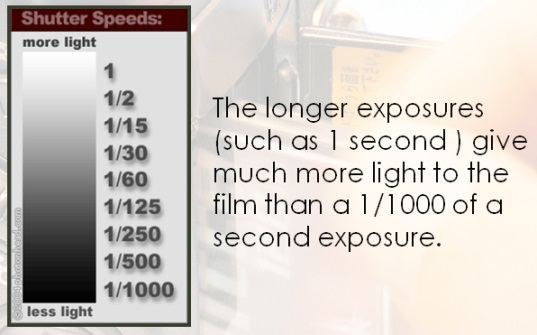 Shutter Speeds:
more light
1
1/2
1/15
1/30
1/60
1/125
1/250
1/500
1/1000
less light
The longer exposures
(such as 1 second ) give
much more light to the
film than a 1/1000 of a
second exposure.